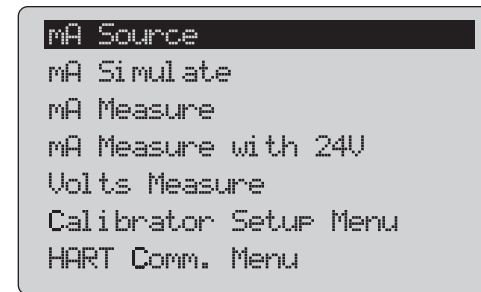 mA Source
mA Simulate
mA Measure
mA Measure with 24V
Volts Measure
Calibrator Setup Menu
HART Comm. Menu